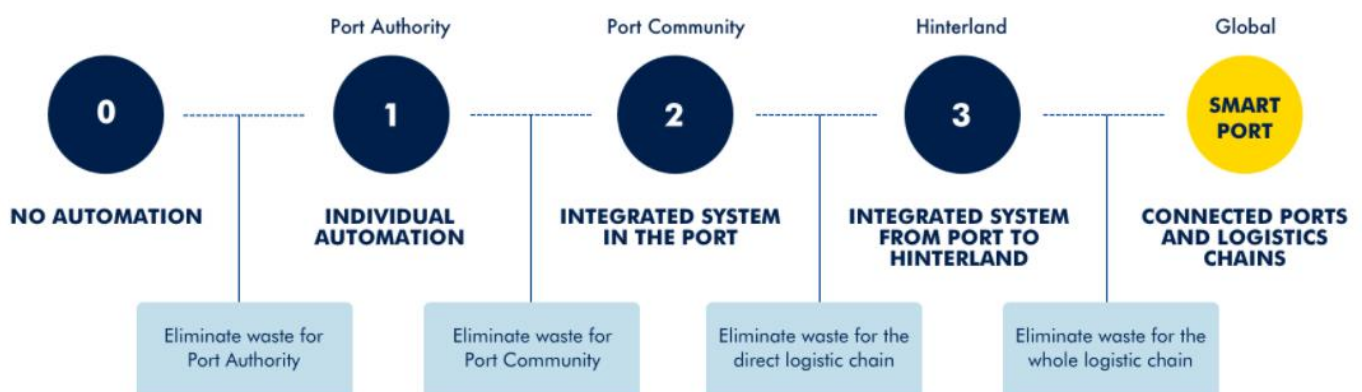 Port Authority
Port Community
Hinterland
Global
0
1
2
3
SMART
PORT
NO AUTOMATION
INDIVIDUAL
AUTOMATION
INTEGRATED SYSTEM
IN THE PORT
INTEGRATED SYSTEM
FROM PORT TO
HINTERLAND
CONNECTED PORTS
AND LOGISTICS
CHAINS
Eliminate waste for
Port Authority
Eliminate waste for
Port Community
Eliminate waste for the
direct logistic chain
Eliminate waste for the
whole logistic chain